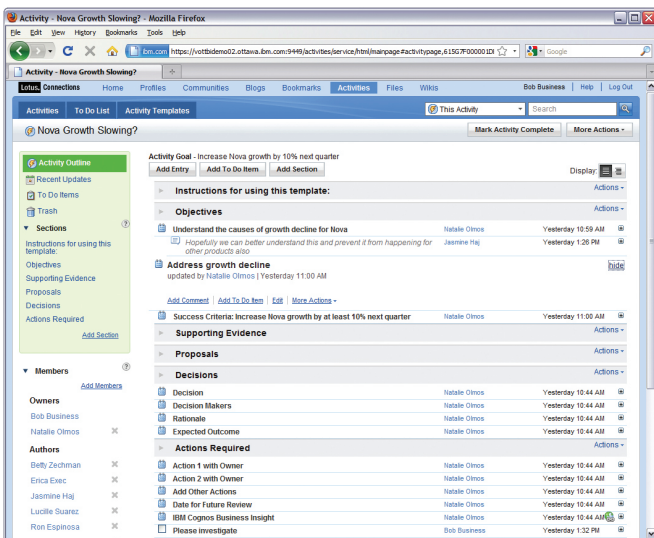 Activity - Nova Growth Slowing? - Mozilla Firefox
File Edit View History Bookmarks Tools Help
ibm.com https://vottbidemo02.ottawa.ibm.com:9449/activities/service/html/mainpage#activitypage,615G7F000001DI Google
Activity - Nova Growth Slowing?
Lotus. Connections Home Profiles Communities Blogs Bookmarks Activities Files Wikis Bob Business Help Log Out
Activities To Do List Activity Templates This Activity Search
Nova Growth Slowing? Mark Activity Complete More Actions
Activity Goal - Increase Nova growth by 10% next quarter
Activity Outline
Recent Updates
To Do Items
Trash
Sections
Instructions for using this
template:
Objectives
Supporting Evidence
Proposals
Decisions
Actions Required
Add Section
Members
Add Members
Owners
Bob Business
Natalie Olmos
Authors
Betty Zechman
Erica Exec
Jasmine Haj
Lucille Suarez
Ron Espinosa
Add Entry Add To Do Item Add Section Display:
Instructions for using this template: Actions
Objectives Actions
Understand the causes of growth decline for Nova Natalie Olmos Yesterday 10:59 AM
Hopefully we can better understand this and prevent it from happening for Jasmine Haj Yesterday 1:26 PM
other products also
Address growth decline hide
updated by Natalie Olmos | Yesterday 11:00 AM
Add Comment | Add To Do Item | Edit | More Actions
Success Criteria: Increase Nova growth by at least 10% next quarter Natalie Olmos Yesterday 11:00 AM
Supporting Evidence Actions
Proposals Actions
Decisions Actions
Decision Natalie Olmos Yesterday 10:44 AM
Decision Makers Natalie Olmos Yesterday 10:44 AM
Rationale Natalie Olmos Yesterday 10:44 AM
Expected Outcome Natalie Olmos Yesterday 10:44 AM
Actions Required Actions
Action 1 with Owner Natalie Olmos Yesterday 10:44 AM
Action 2 with Owner Natalie Olmos Yesterday 10:44 AM
Add Other Actions Natalie Olmos Yesterday 10:44 AM
Date for Future Review Natalie Olmos Yesterday 10:44 AM
IBM Cognos Business Insight Natalie Olmos Yesterday 10:44 AM
Please investigate Bob Business Yesterday 1:32 PM